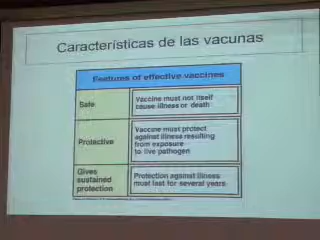 Características de las vacunas
Features of effective vaccines
Safe
Vaccine must not itself
cause illness or death
Protective
Vaccine must protect
against illness resulting
from exposure
to live pathogen
Gives
sustained
protection
Protection against illness
must last for several years